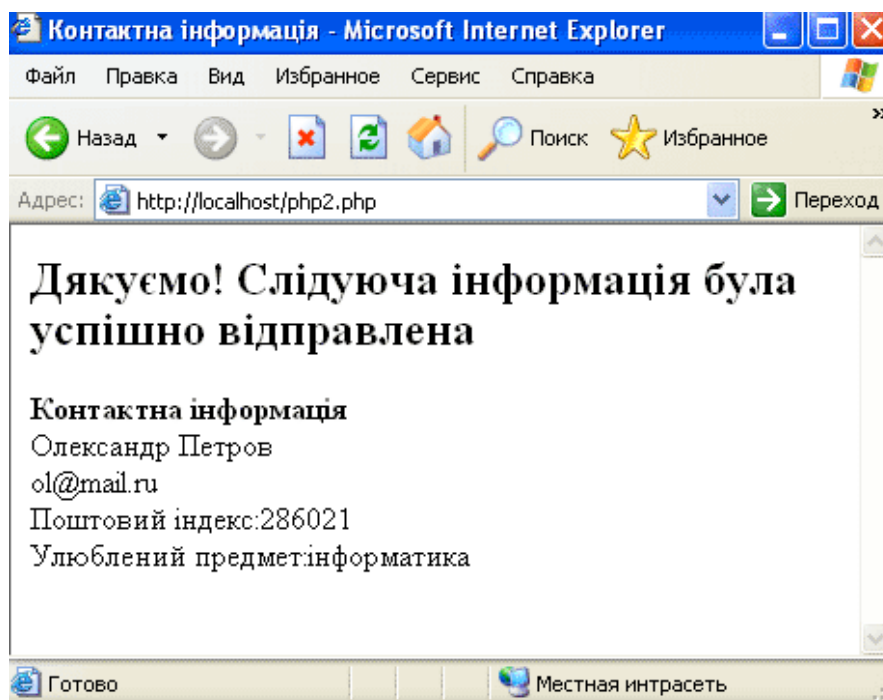 Контактна інформація - Microsoft Internet Explorer
Файл Правка Вид Избранное Сервис Справка
Назад Поиск Избранное »
Адрес: http://localhost/php2.php Переход
Дякуємо! Слідуюча інформація була
успішно відправлена
Контактна інформація
Олександр Петров
ol@mail.ru
Поштовий індекс:286021
Улюблений предмет:інформатика
Готово Местная интрасеть